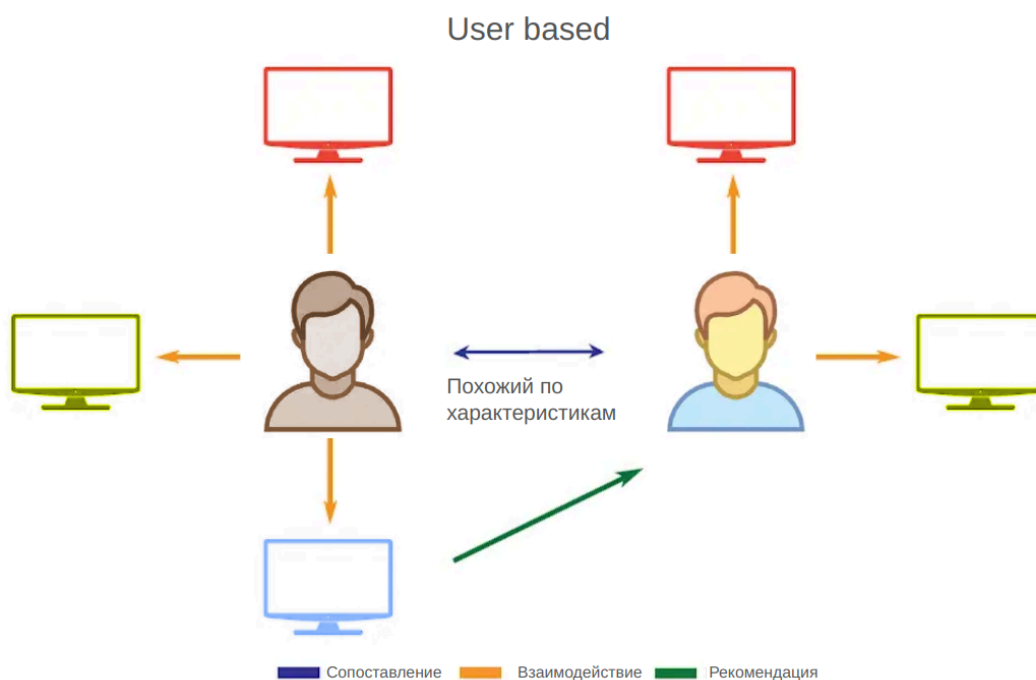 User based
Похожий по
характеристикам
Сопоставление
Взаимодействие
Рекомендация